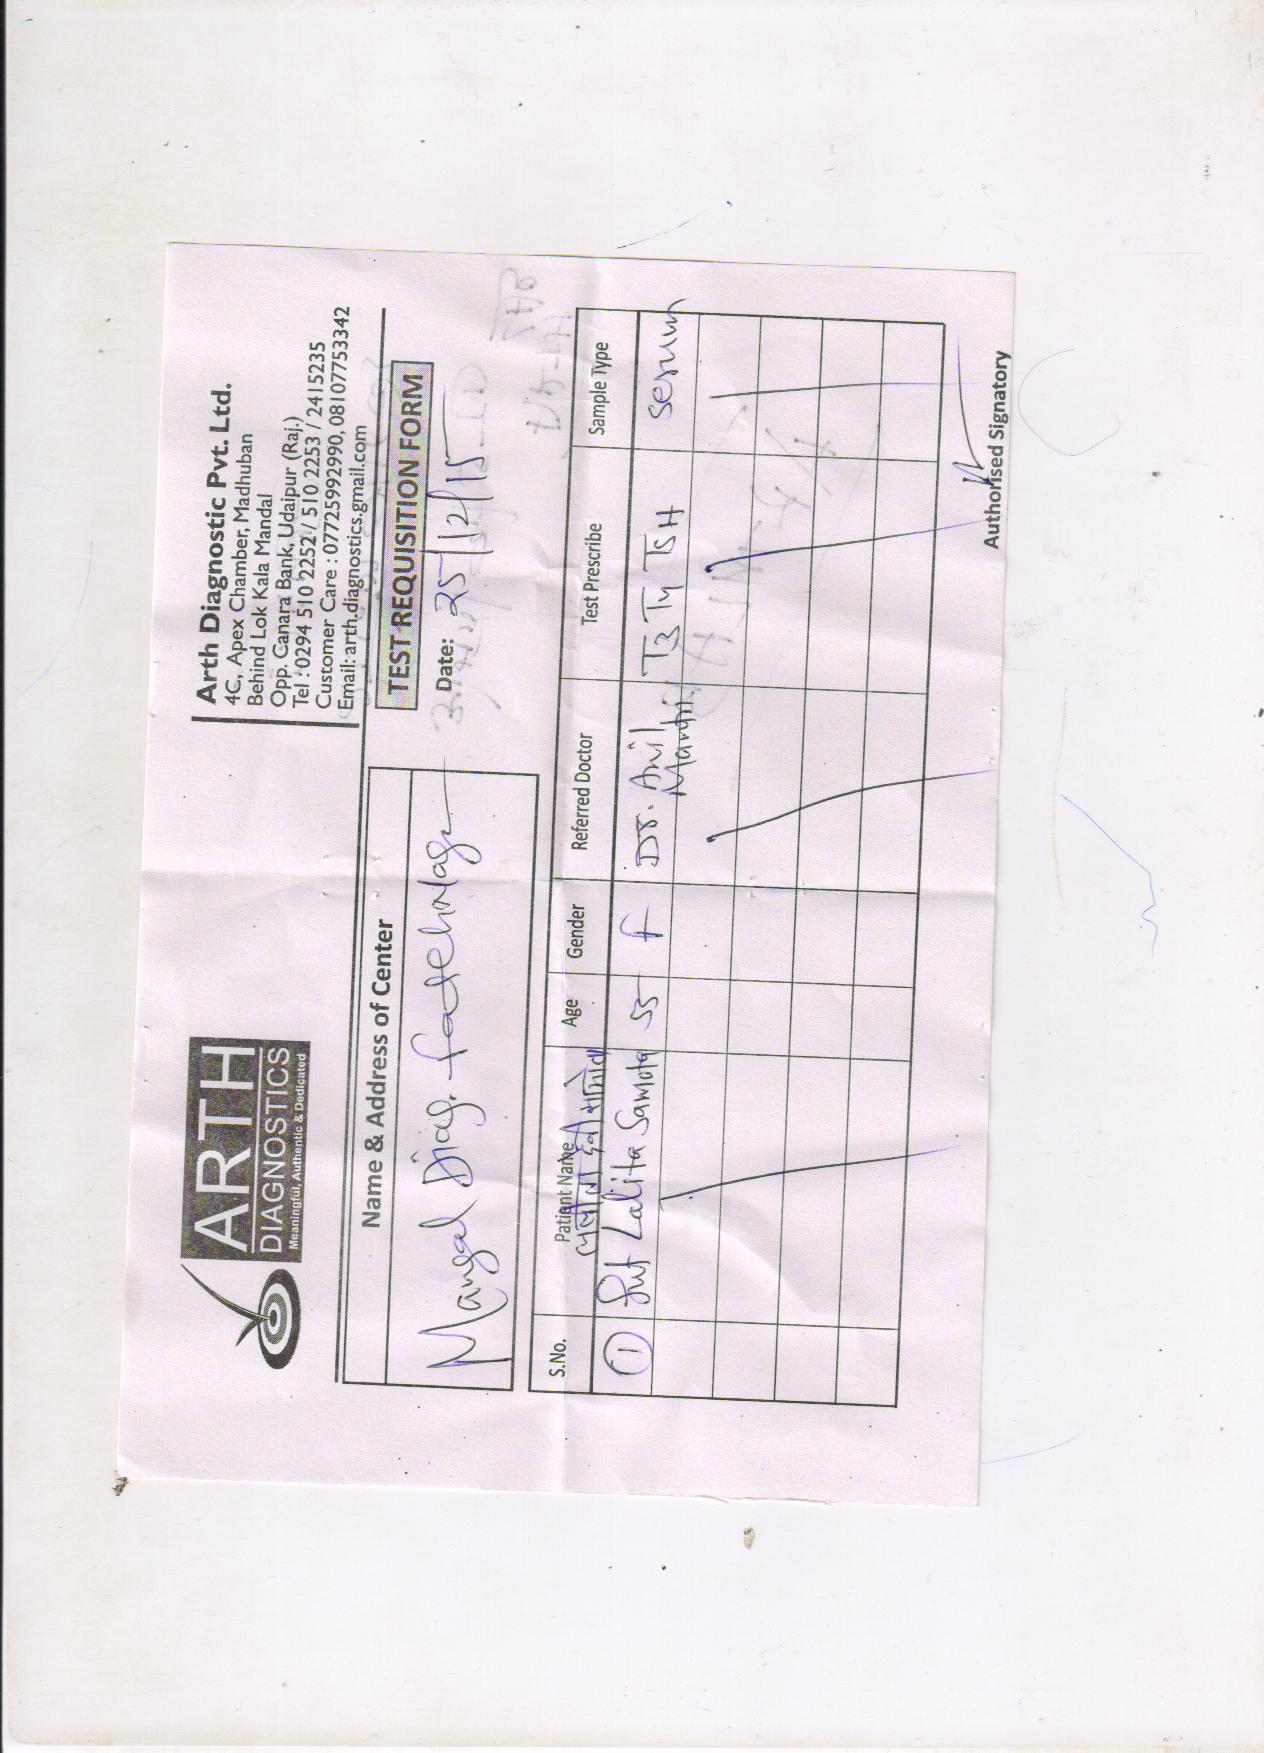 ARTH
DIAGNOSTICS
Meaningful, Authentic & Dedicated
Arth Diagnostic Pvt. Ltd.
4C, Apex Chamber, Madhuban
Behind Lok Kala Mandal
Opp. Canara Bank, Udaipur (Raj.)
Tel : 0294 510 2252 / 510 2253 / 2415235
Customer Care : 07725992990, 08107753342
Email: arth.diagnostics.gmail.com
Name & Address of Center
Mangal Diag.
TEST REQUISITION FORM
Date: 25/12/15
S.No. Patient Name Age Gender Referred Doctor Test Prescribe Sample Type
1 Smt Lalita Samota 55 F Dr. Anil Mantri T3 T4 TSH Serum
Authorised Signatory